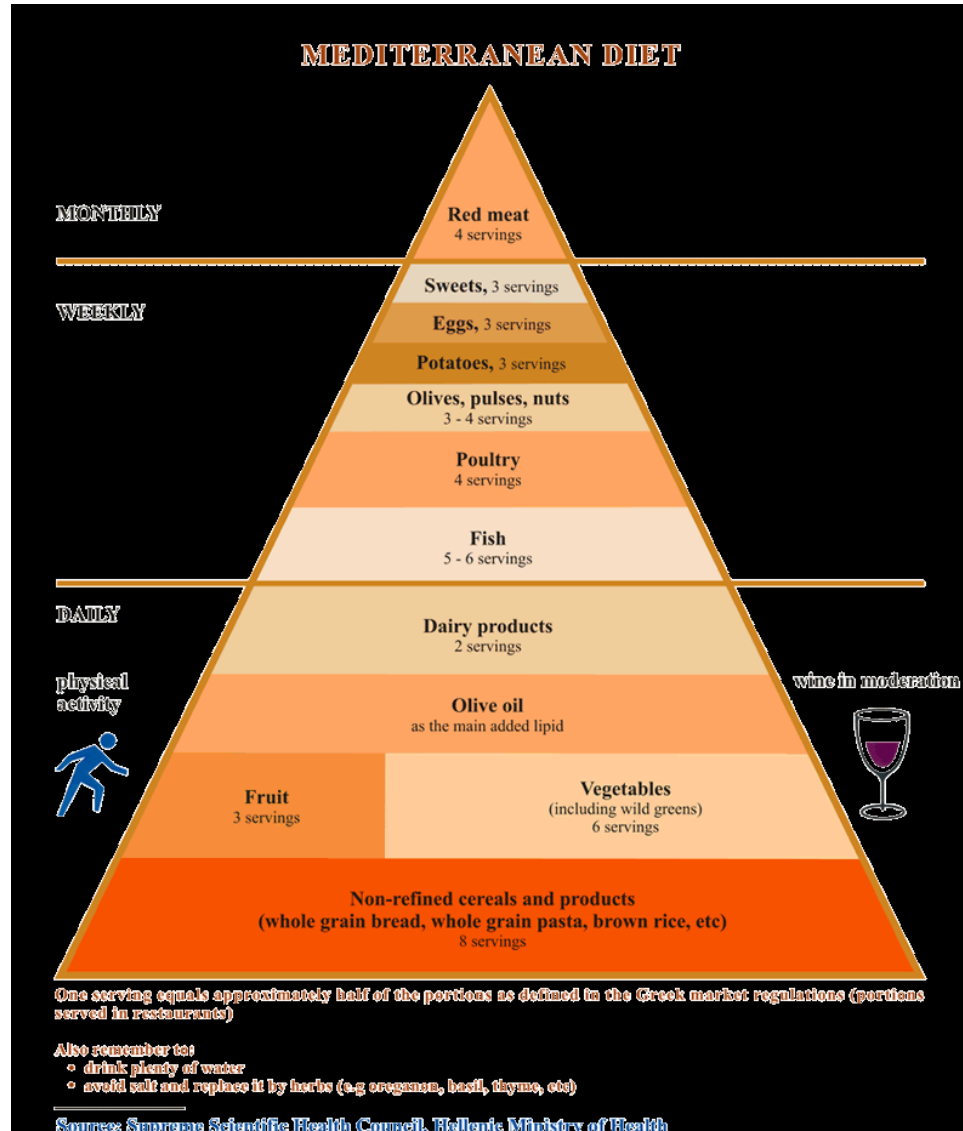 MEDITERRANEAN DIET
MONTHLY
Red meat
4 servings
WEEKLY
Sweets, 3 servings
Eggs, 3 servings
Potatoes, 3 servings
Olives, pulses, nuts
3 - 4 servings
Poultry
4 servings
Fish
5 - 6 servings
DAILY
Dairy products
2 servings
physical
activity
wine in moderation
Olive oil
as the main added lipid
Fruit
3 servings
Vegetables
(including wild greens)
6 servings
Non-refined cereals and products
(whole grain bread, whole grain pasta, brown rice, etc)
8 servings
One serving equals approximately half of the portions as defined in the Greek market regulations (portions
served in restaurants)
Also remember to:
• drink plenty of water
• avoid salt and replace it by herbs (e.g oreganon, basil, thyme, etc)
Source: Supreme Scientific Health Council, Hellenic Ministry of Health